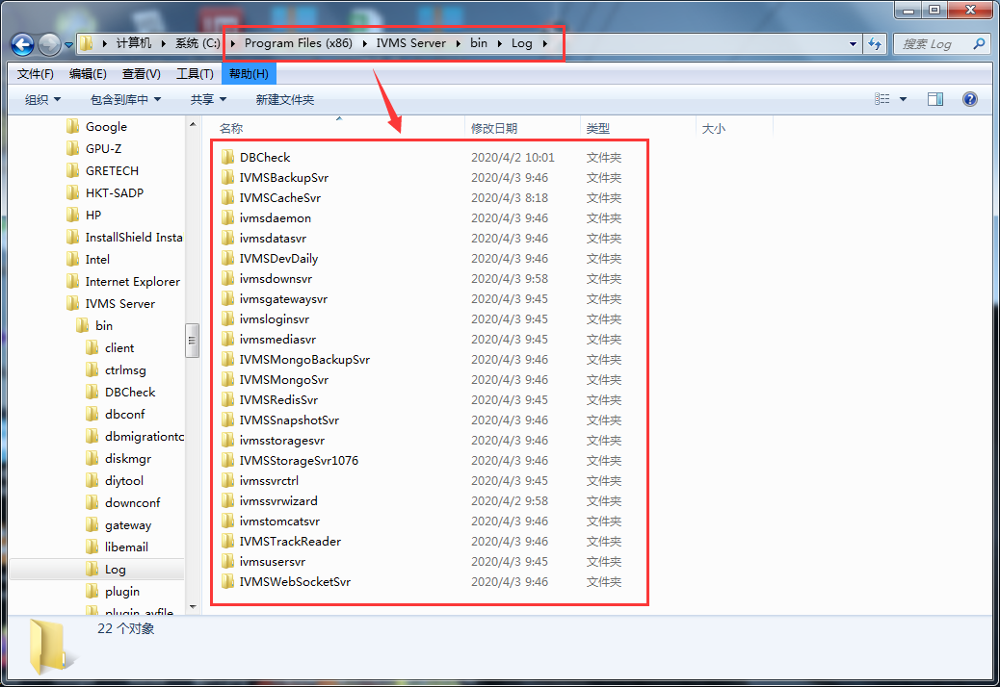 计算机 系统 (C:) Program Files (x86) IVMS Server bin Log 搜索 Log
文件(F) 编辑(E) 查看(V) 工具(T) 帮助(H)
组织 包含到库中 共享 新建文件夹
Google
GPU-Z
GRETECH
HKT-SADP
HP
InstallShield Insta
Intel
Internet Explorer
IVMS Server
bin
client
ctrlmsg
DBCheck
dbconf
dbmigrationto
diskmgr
diytool
downconf
gateway
libemail
Log
plugin
plugin_avfile
名称 修改日期 类型 大小
DBCheck 2020/4/2 10:01 文件夹
IVMSBackupSvr 2020/4/3 9:46 文件夹
IVMSCacheSvr 2020/4/3 8:18 文件夹
ivmsdaemon 2020/4/3 9:46 文件夹
ivmsdatasvr 2020/4/3 9:46 文件夹
IVMSDevDaily 2020/4/3 9:46 文件夹
ivmsdownsvr 2020/4/3 9:58 文件夹
ivmsgatewaysvr 2020/4/3 9:45 文件夹
ivmsloginsvr 2020/4/3 9:45 文件夹
ivmsmediasvr 2020/4/3 9:45 文件夹
IVMSMongoBackupSvr 2020/4/3 9:46 文件夹
IVMSMongoSvr 2020/4/3 9:46 文件夹
IVMSRedisSvr 2020/4/3 9:45 文件夹
IVMSSnapshotSvr 2020/4/3 9:46 文件夹
ivmsstoragesvr 2020/4/3 9:46 文件夹
IVMSStorageSvr1076 2020/4/3 9:46 文件夹
ivmssvrctrl 2020/4/3 9:45 文件夹
ivmssvrwizard 2020/4/2 9:58 文件夹
ivmstomcatsvr 2020/4/3 9:46 文件夹
IVMSTrackReader 2020/4/3 9:46 文件夹
ivmsusersvr 2020/4/3 9:45 文件夹
IVMSWebSocketSvr 2020/4/3 9:46 文件夹
22 个对象